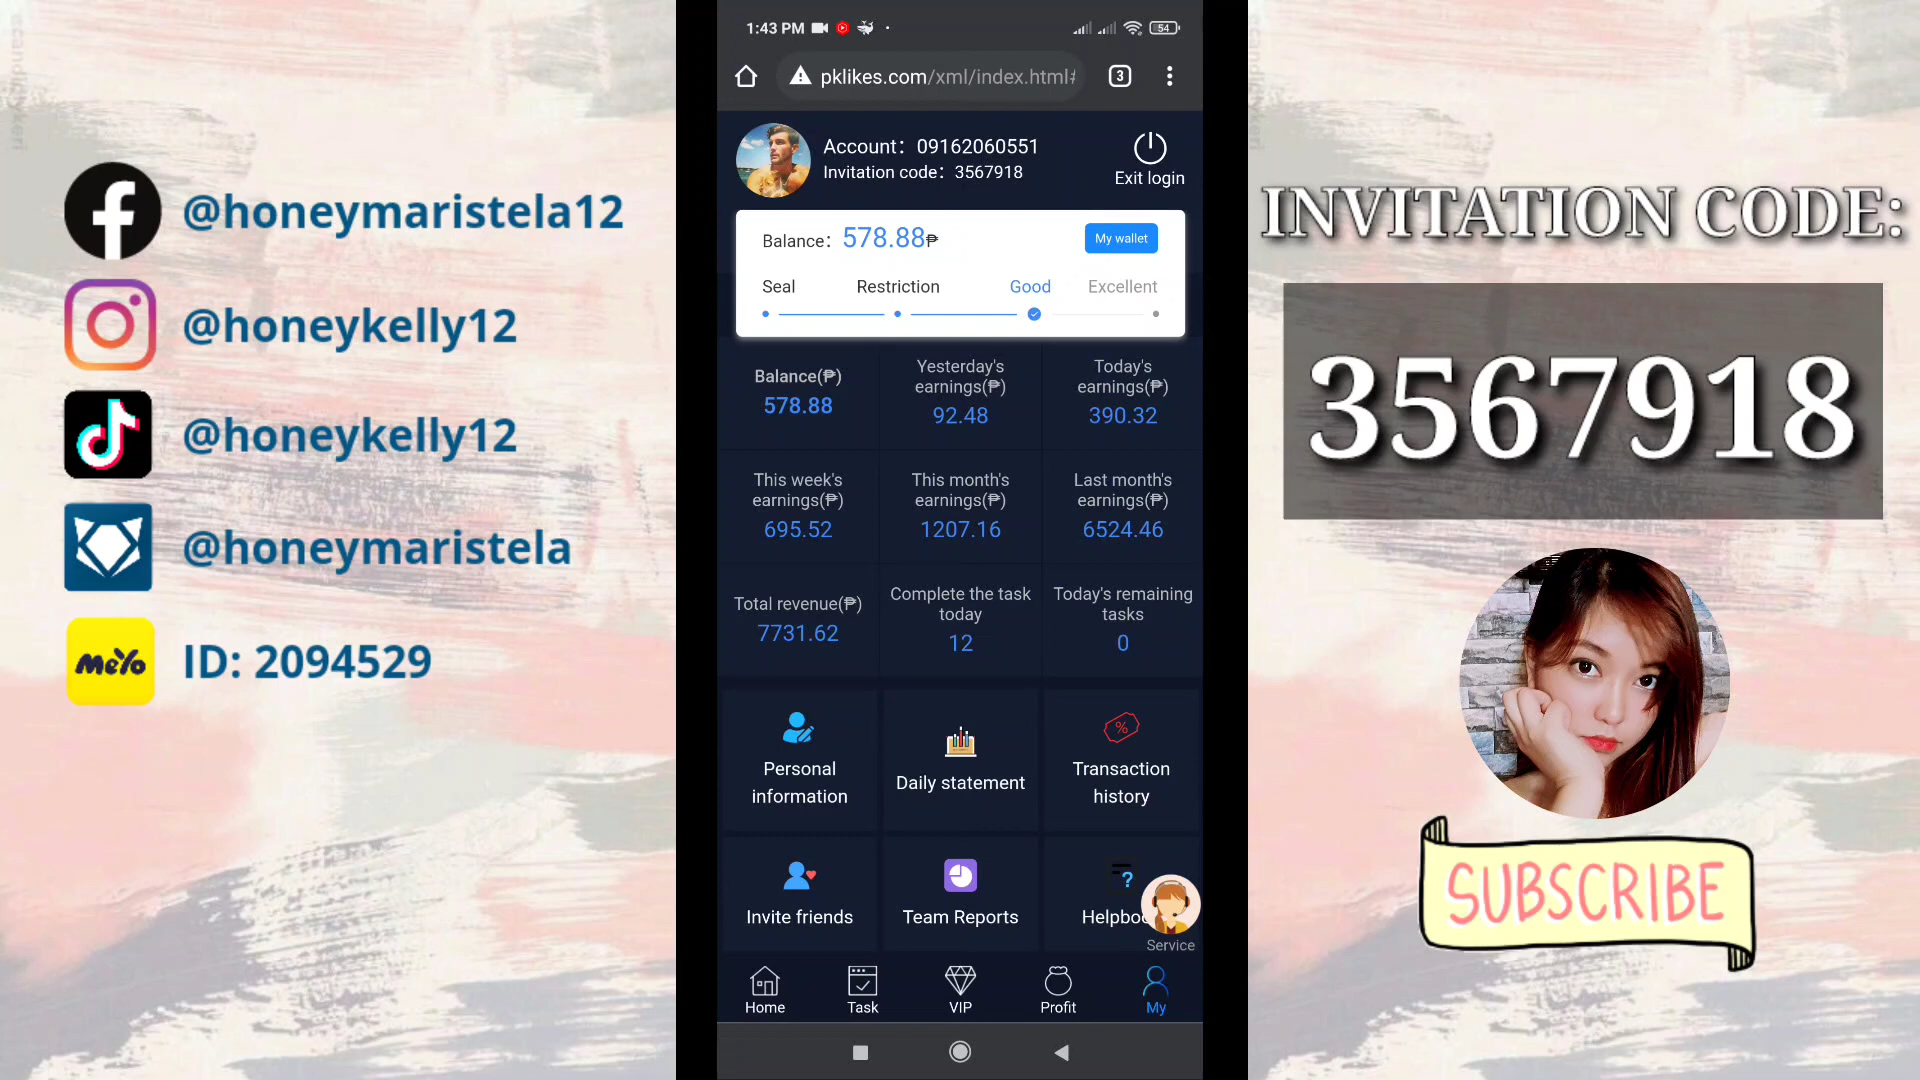 @honeymaristela12
@honeykelly12
@honeykelly12
@honeymaristela
MeYo
ID: 2094529
1:43 PM
54
pklikes.com/xml/index.html#
3
Account: 09162060551
Invitation code: 3567918
Exit login
Balance: 578.88₱
My wallet
Seal
Restriction
Good
Excellent
Balance(₱)
578.88
Yesterday's
earnings(₱)
92.48
Today's
earnings(₱)
390.32
This week's
earnings(₱)
695.52
This month's
earnings(₱)
1207.16
Last month's
earnings(₱)
6524.46
Total revenue(₱)
7731.62
Complete the task
today
12
Today's remaining
tasks
0
Personal
information
Daily statement
Transaction
history
Invite friends
Team Reports
Helpboo
Service
Home
Task
VIP
Profit
My
INVITATION CODE:
3567918
SUBSCRIBE